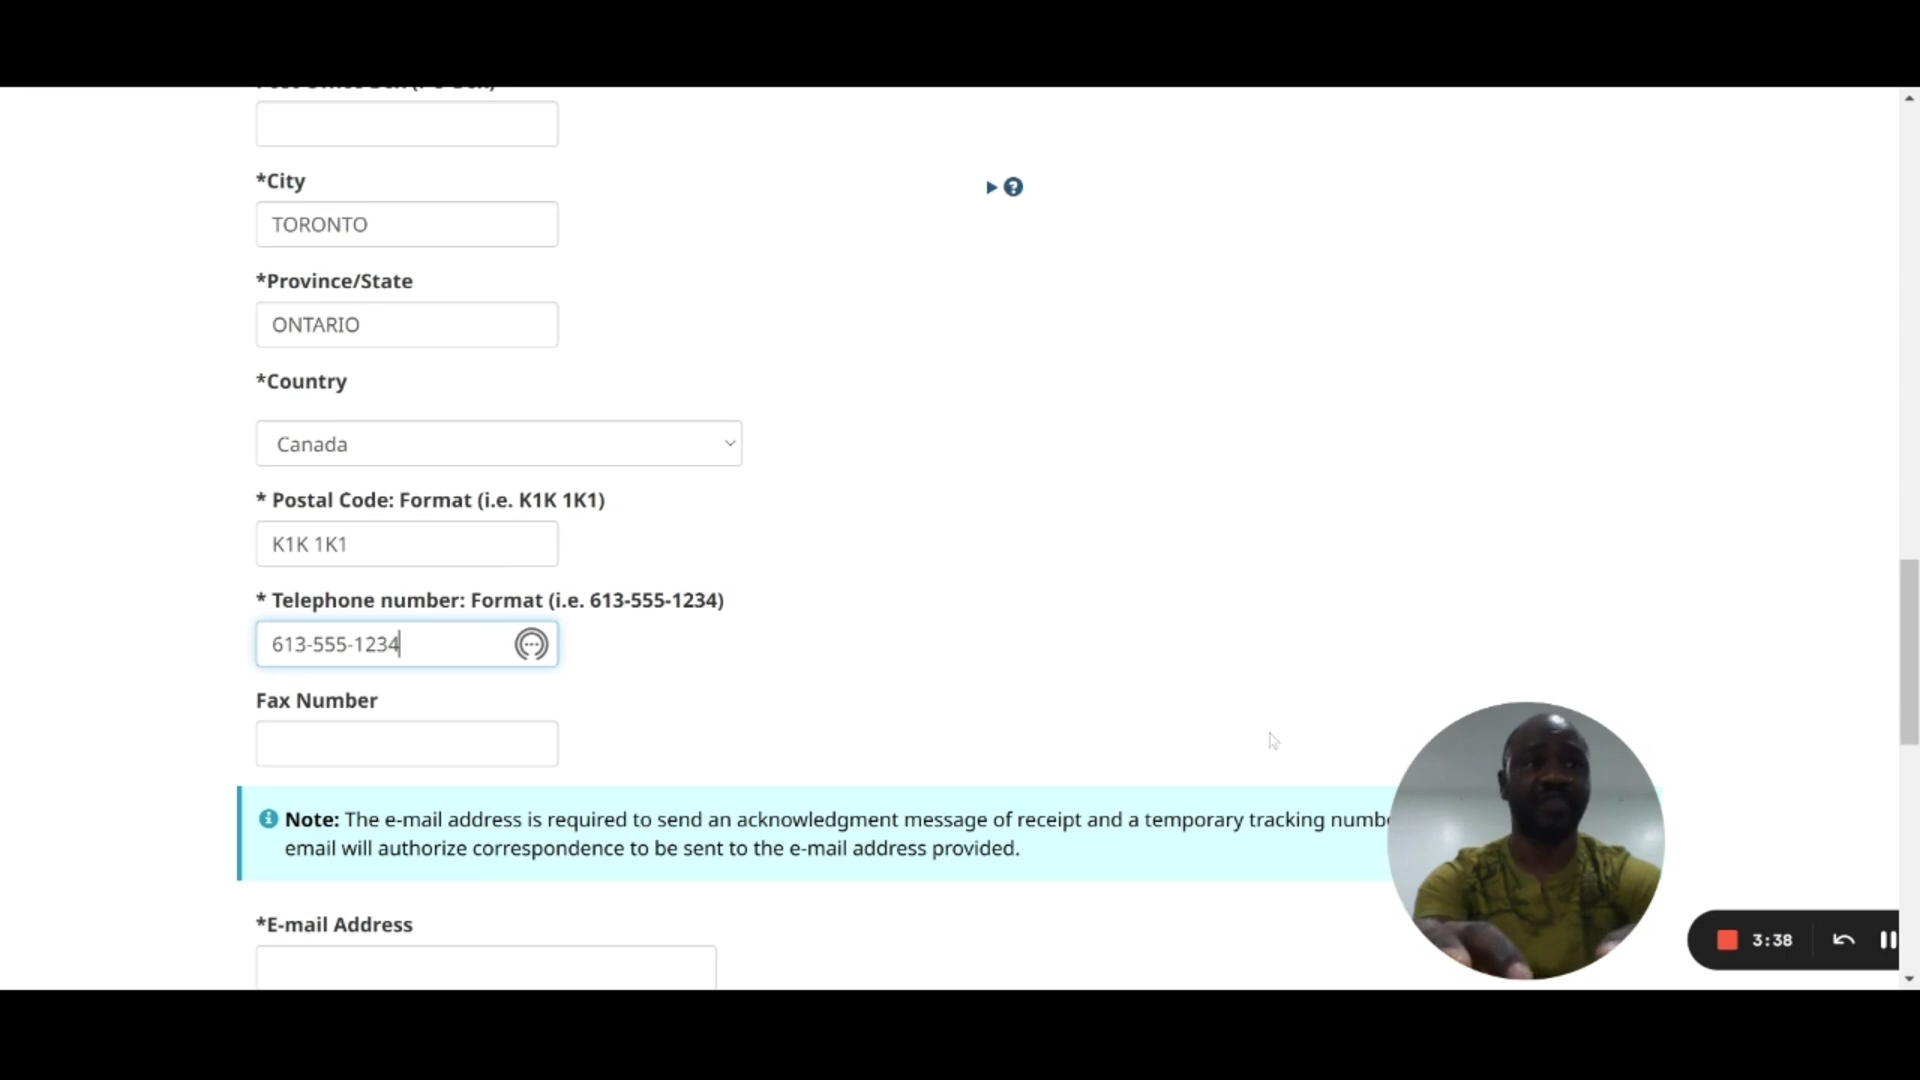 *City
TORONTO
*Province/State
ONTARIO
*Country
Canada
* Postal Code: Format (i.e. K1K 1K1)
K1K 1K1
* Telephone number: Format (i.e. 613-555-1234)
613-555-1234
Fax Number
Note: The e-mail address is required to send an acknowledgment message of receipt and a temporary tracking
email will authorize correspondence to be sent to the e-mail address provided.
*E-mail Address
3:38